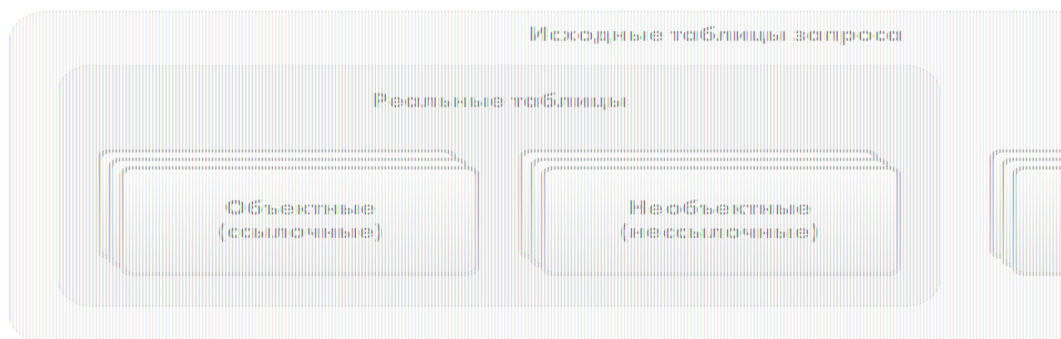 Исходные таблицы запроса
Реальные таблицы
Объектные
(ссылочные)
Необъектные
(нессылочные)